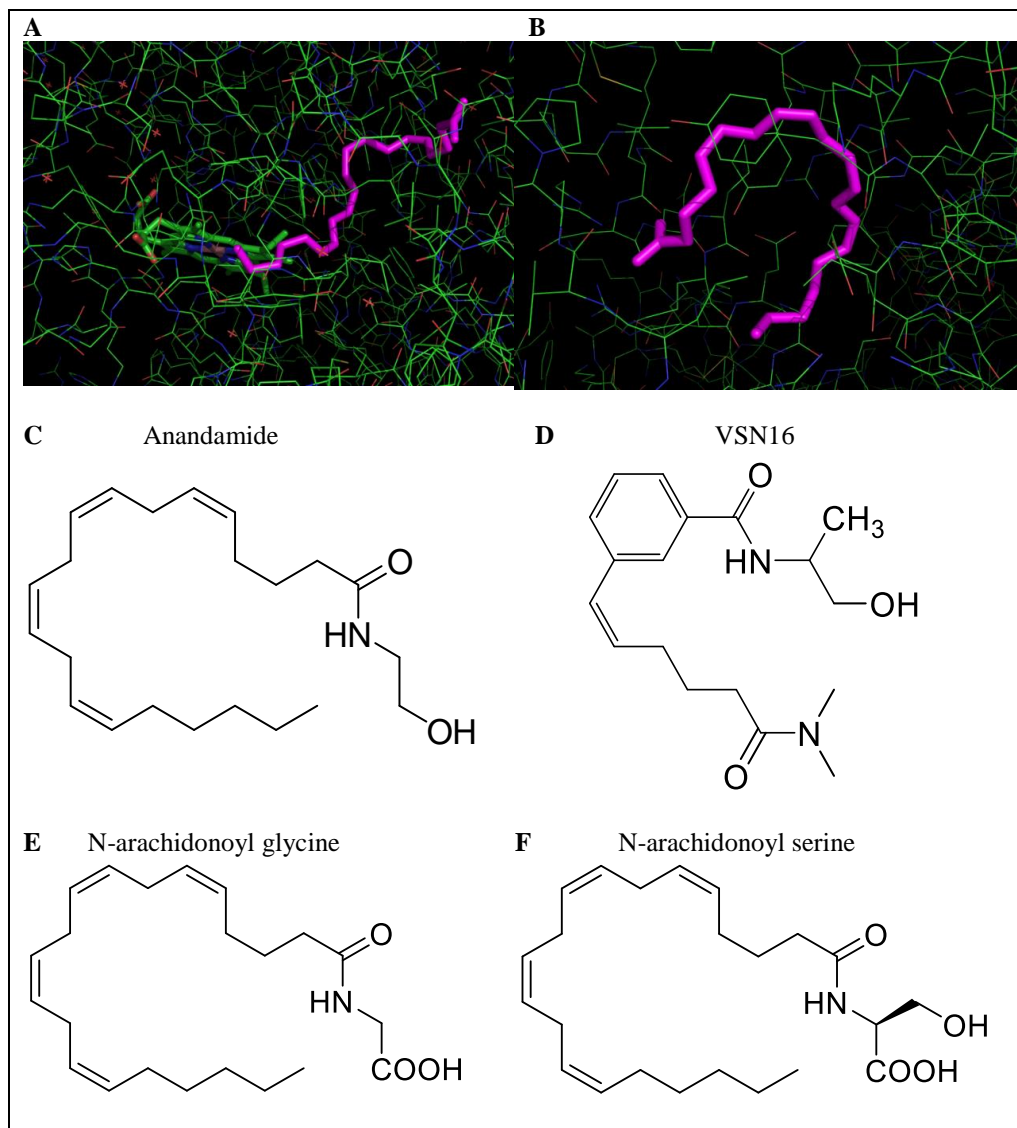 A B
C Anandamide D VSN16
O
O
CH3
HN
HN
OH
OH
N
O
E N-arachidonoyl glycine F N-arachidonoyl serine
O O
HN HN
OH
COOH COOH